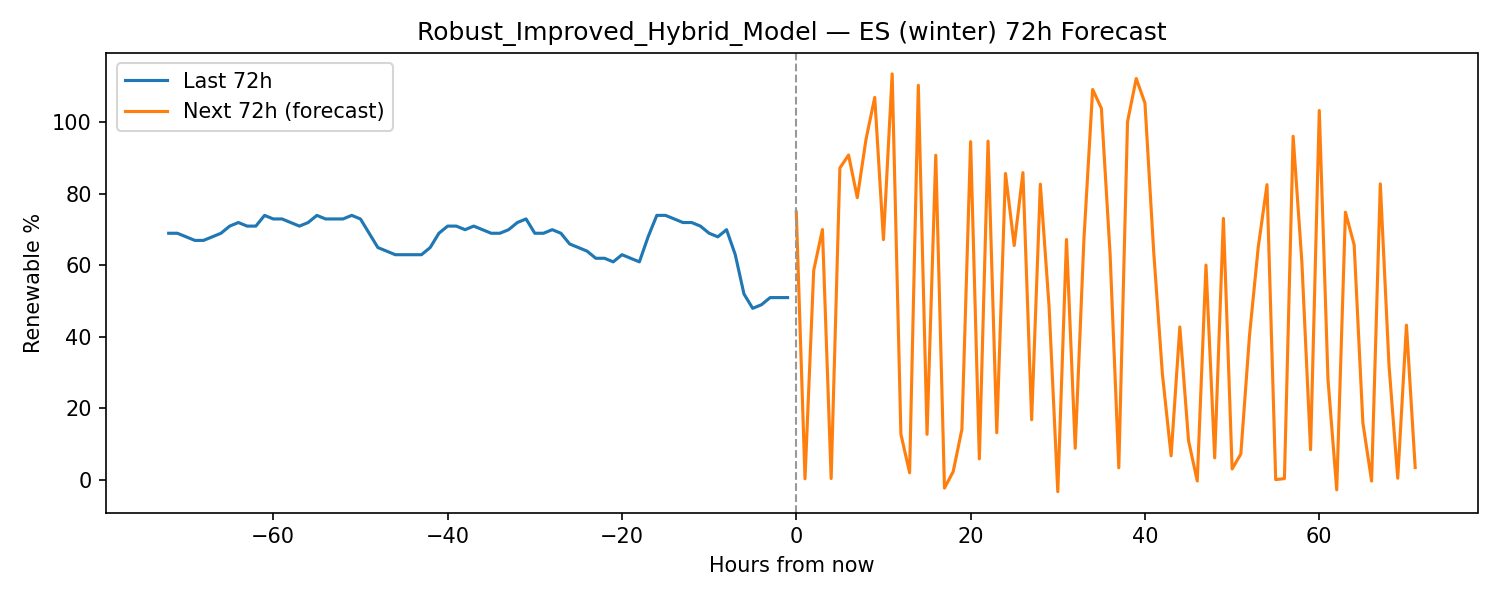 Robust_Improved_Hybrid_Model — ES (winter) 72h Forecast
Last 72h
Next 72h (forecast)
Renewable %
100
80
60
40
20
0
−60
−40
−20
0
20
40
60
Hours from now